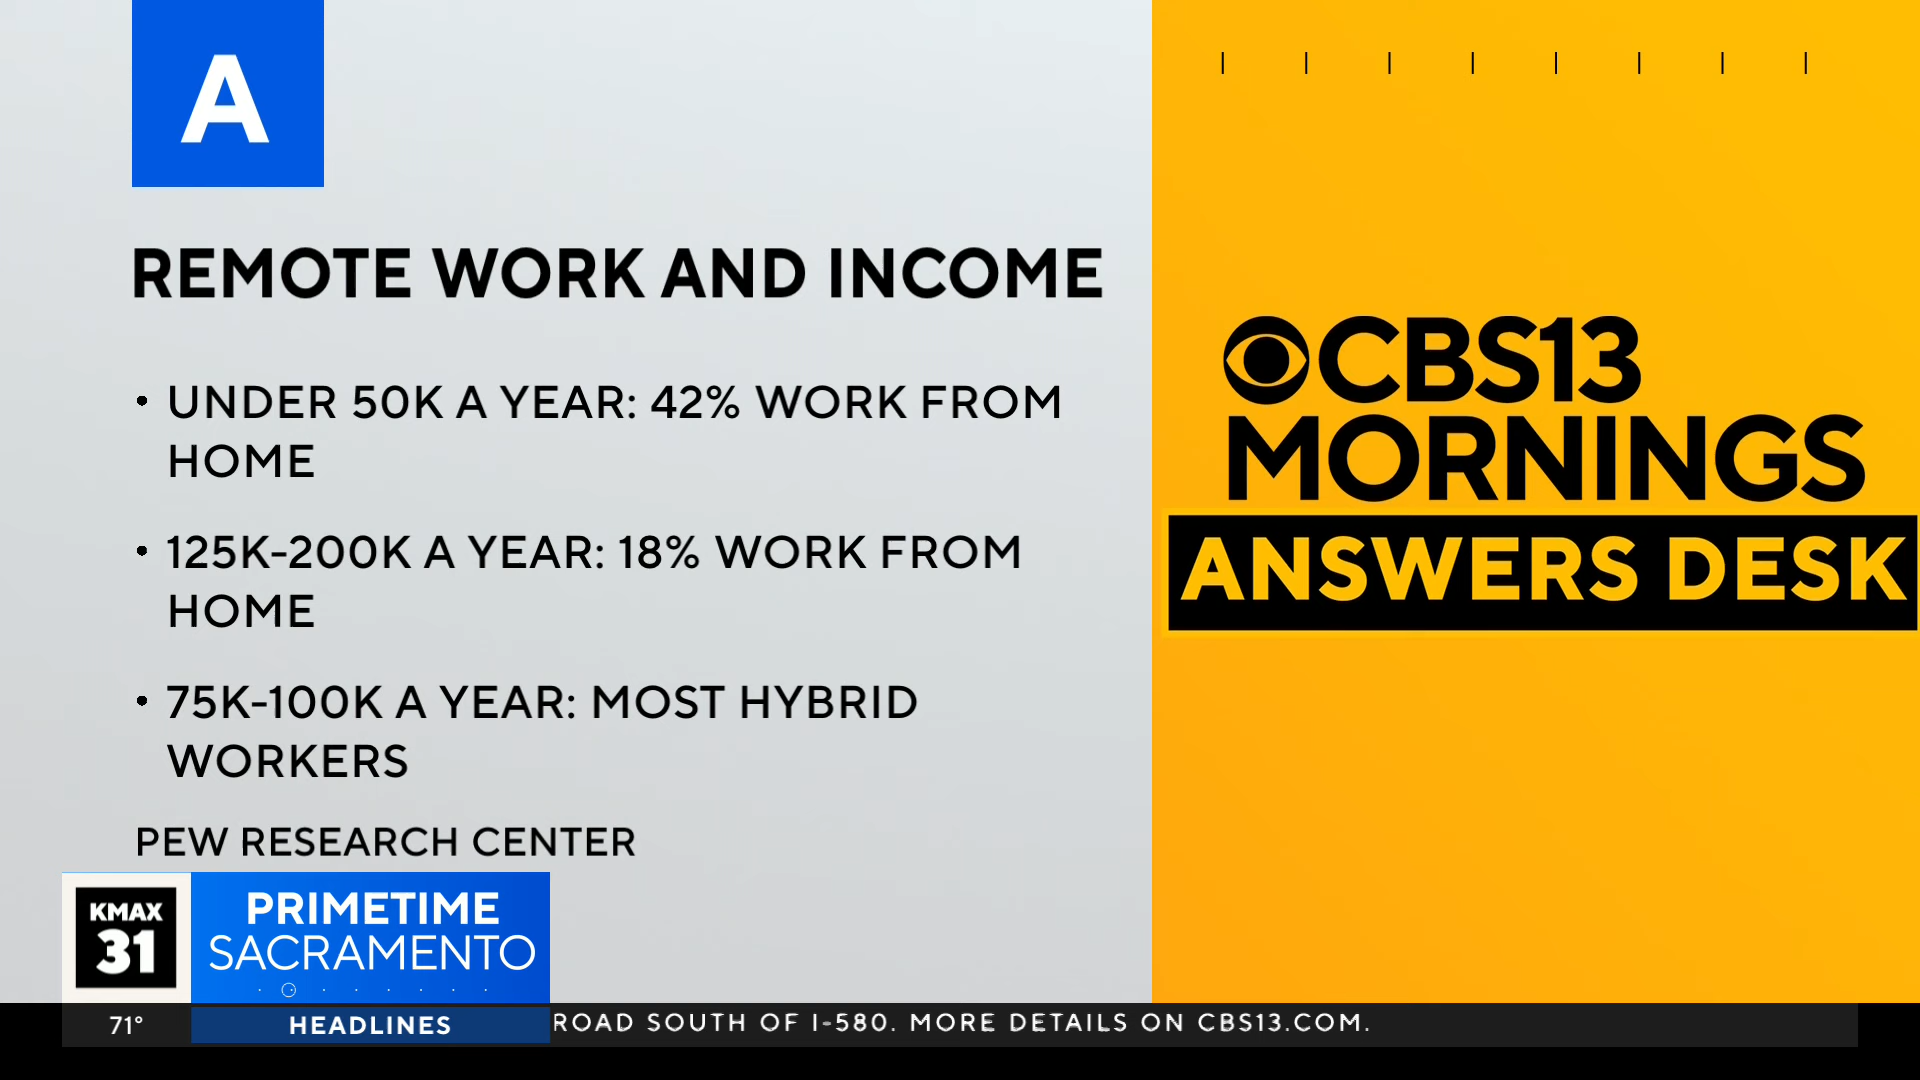 A
REMOTE WORK AND INCOME
• UNDER 50K A YEAR: 42% WORK FROM
HOME
• 125K-200K A YEAR: 18% WORK FROM
HOME
• 75K-100K A YEAR: MOST HYBRID
WORKERS
PEW RESEARCH CENTER
CBS13
MORNINGS
ANSWERS DESK
KMAX
31
PRIMETIME
SACRAMENTO
71°
HEADLINES
ROAD SOUTH OF I-580. MORE DETAILS ON CBS13.COM.